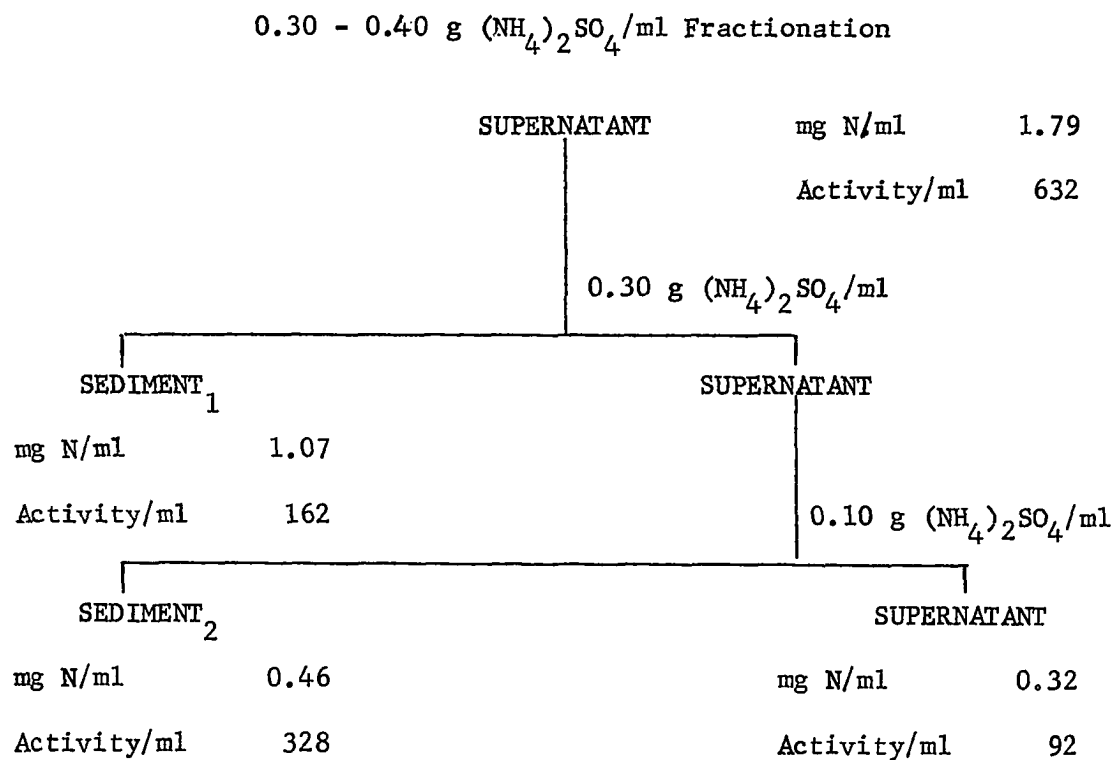 0.30 - 0.40 g (NH4)2SO4/ml Fractionation
SUPERNATANT mg N/ml 1.79
Activity/ml 632
0.30 g (NH4)2SO4/ml
SEDIMENT1 SUPERNATANT
mg N/ml 1.07
Activity/ml 162
0.10 g (NH4)2SO4/ml
SEDIMENT2 SUPERNATANT
mg N/ml 0.46 mg N/ml 0.32
Activity/ml 328 Activity/ml 92